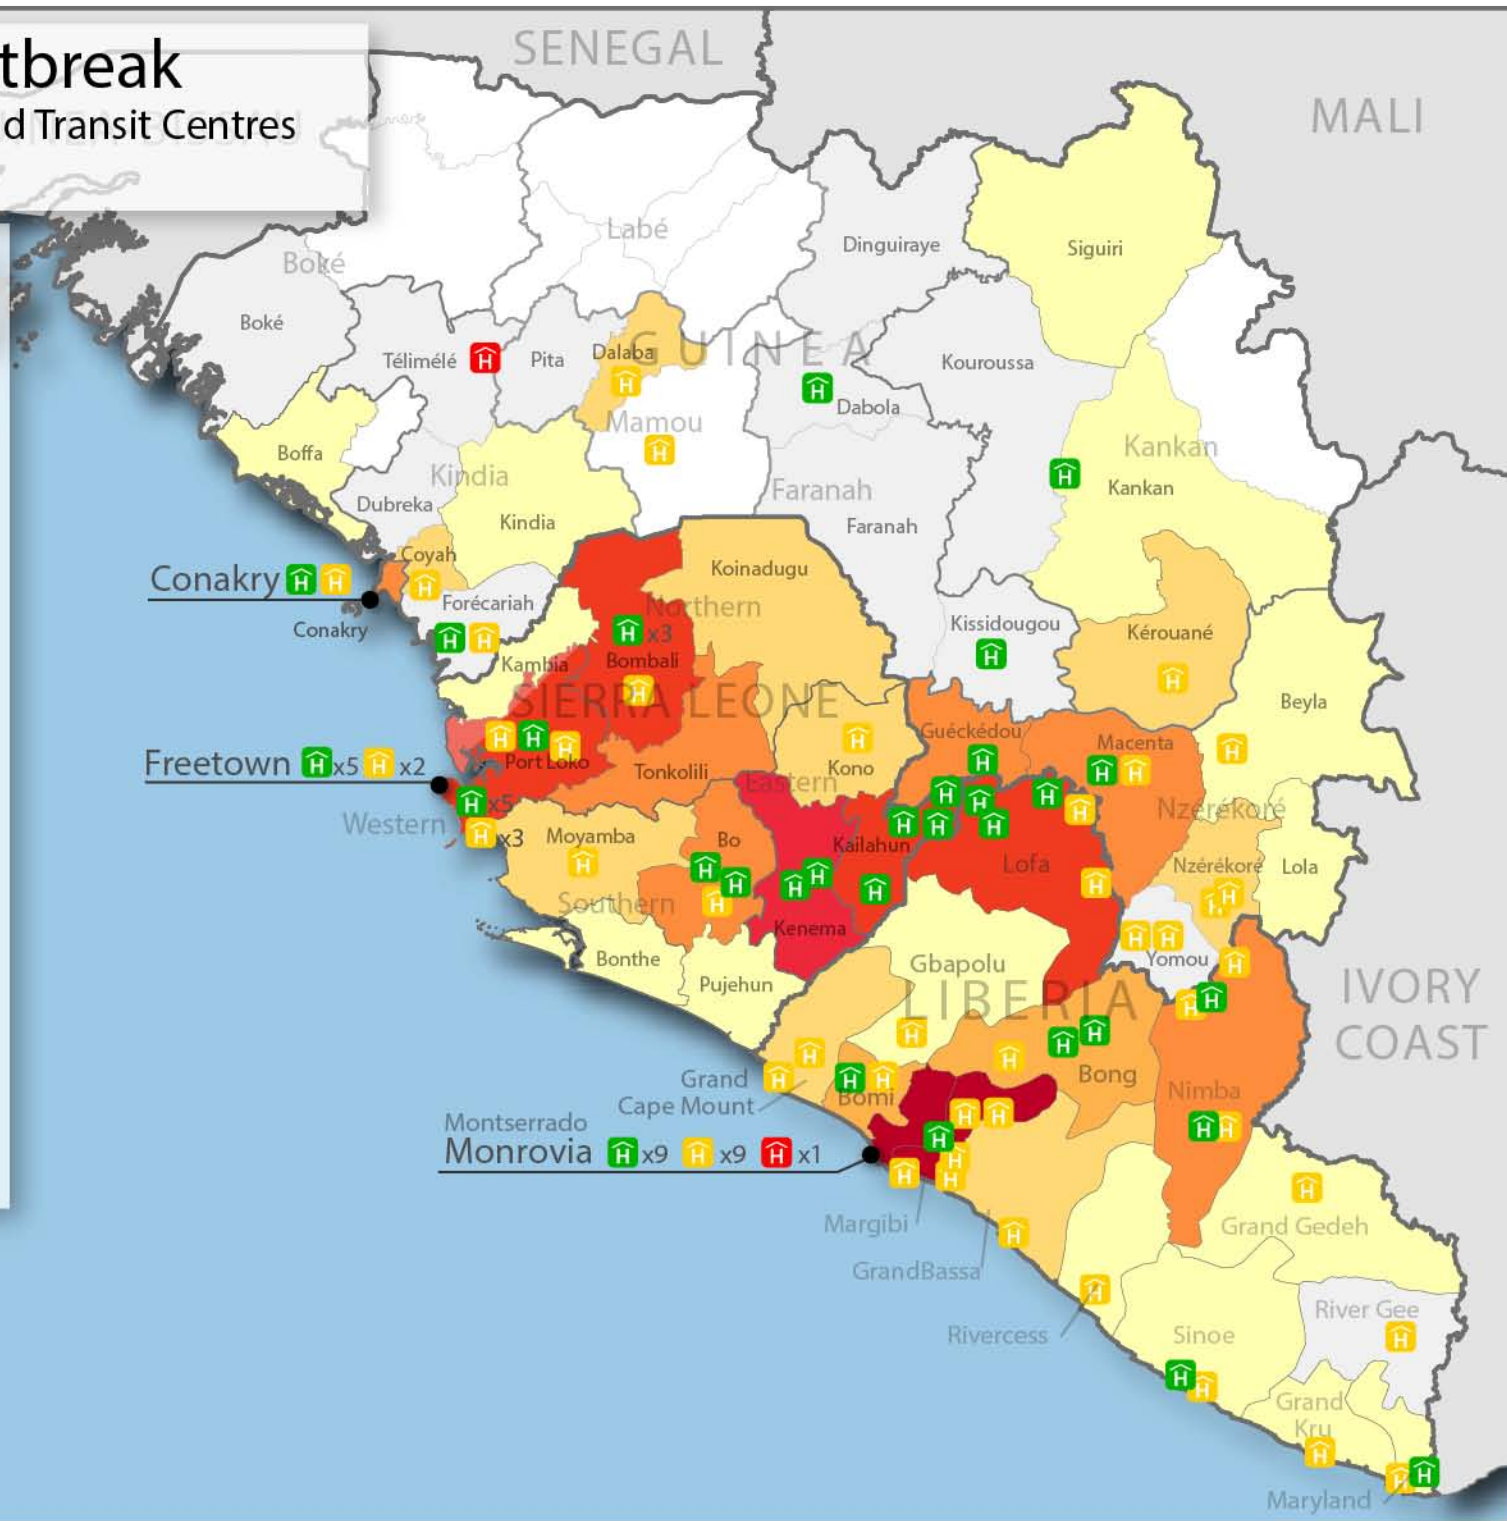 tbreak
d Transit Centres
SENEGAL
MALI
Labé
Dinguiraye
Siguiri
Boké
Boké
GUINEA
Télimélé
H
Pita
Dalaba
H
Kouroussa
H
Dabola
Mamou
H
Boffa
Kindia
Dubreka
Kindia
Faranah
Faranah
Kankan
H
Kankan
Coyah
H
Koinadugu
Conakry H H
Conakry
Forécariah
H H
Northern
H x3
Bombali
H
Kissidougou
H
Kérouané
H
Kambia
SIERRA LEONE
Beyla
H
H H H
Port Loko
Freetown H x5 H x2
H x5
H x3
Western
Tonkolili
H
Kono
Eastern
Guéckédou
H
Macenta
H H
Nzérékoré
Moyamba
H
Southern
Bo
H H
H
Kailahun
H
H H
Kenema
H H H H
H H H
Lofa
H
Nzérékoré
H H
Lola
Bonthe
Pujehun
Gbapolu
LIBERIA
H
H H
Yomou
H
H H
IVORY
COAST
H H
Grand
Cape Mount
H H
Bomi
H
H H
Bong
Nimba
H H
Montserrado
Monrovia H x9 H x9 H x1
H H
H
H H H
Margibi
GrandBassa
H
H
Grand Gedeh
Rivercess
H
Sinoe
H H
River Gee
H
Grand
Kru
H
H H
Maryland